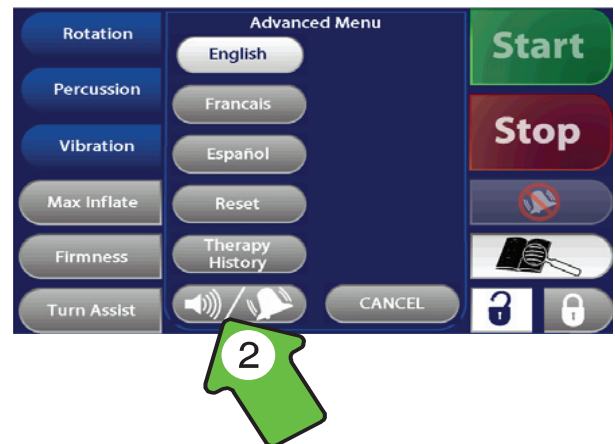 Rotation
Percussion
Vibration
Max Inflate
Firmness
Turn Assist
Advanced Menu
English
Francais
Español
Reset
Therapy
History
/
CANCEL
Start
Stop
2